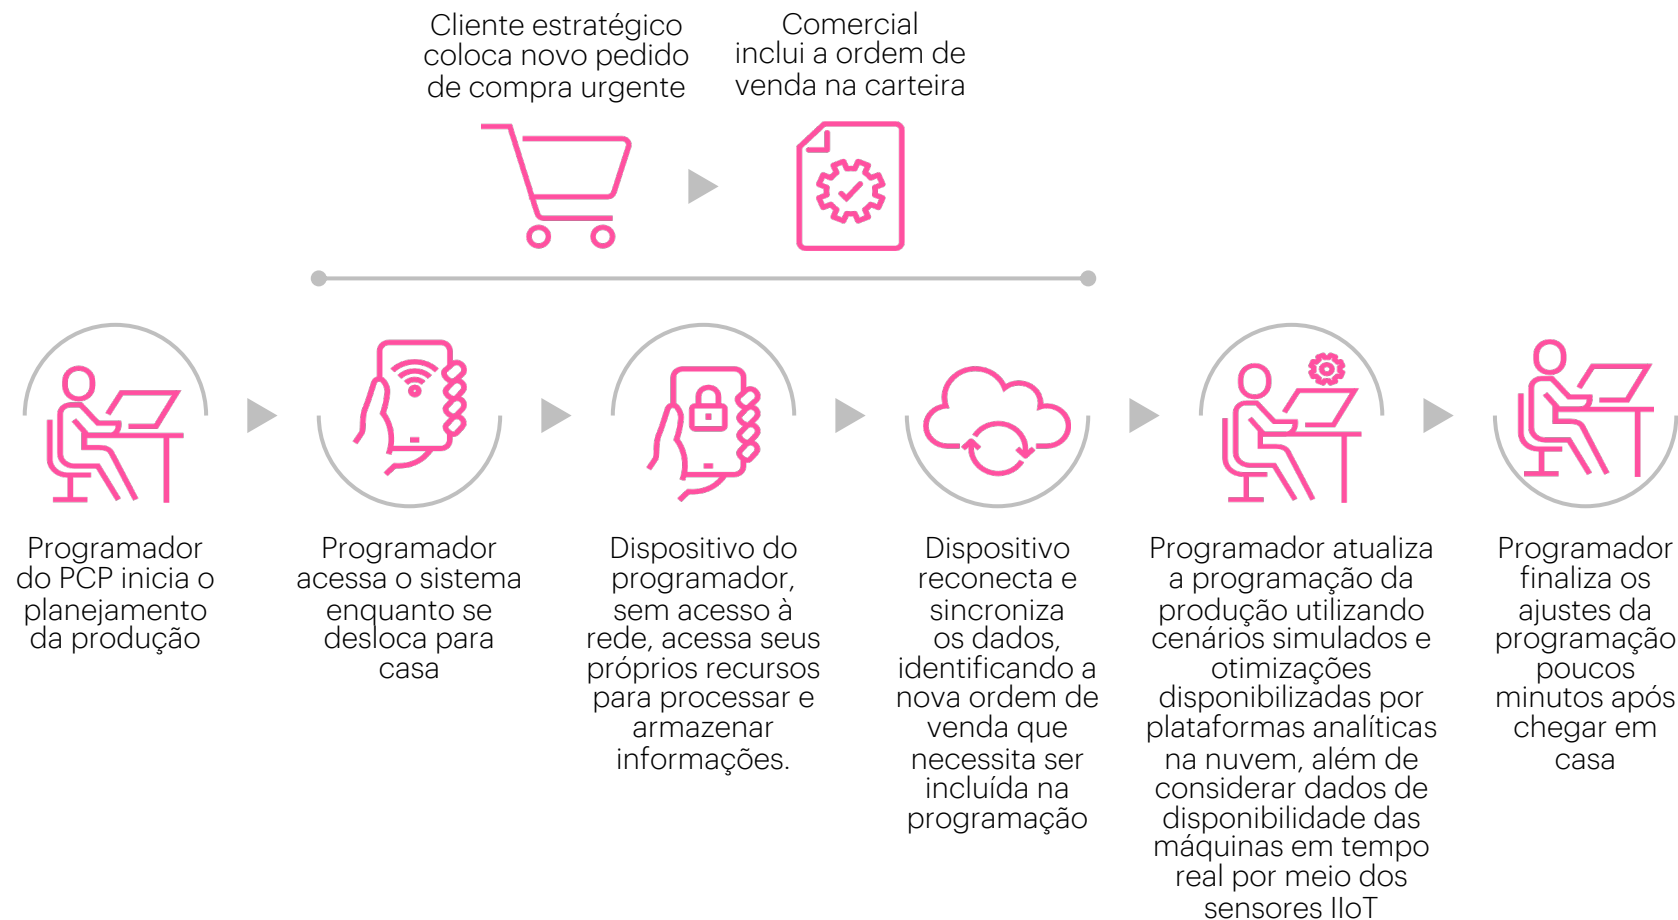 Cliente estratégico
coloca novo pedido
de compra urgente
Comercial
inclui a ordem de
venda na carteira
Programador
do PCP inicia o
planejamento
da produção
Programador
acessa o sistema
enquanto se
desloca para
casa
Dispositivo do
programador,
sem acesso à
rede, acessa seus
próprios recursos
para processar e
armazenar
informações.
Dispositivo
reconecta e
sincroniza
os dados,
identificando a
nova ordem de
venda que
necessita ser
incluída na
programação
Programador atualiza
a programação da
produção utilizando
cenários simulados e
otimizações
disponibilizadas por
plataformas analíticas
na nuvem, além de
considerar dados de
disponibilidade das
máquinas em tempo
real por meio dos
sensores IIoT
Programador
finaliza os
ajustes da
programação
poucos
minutos após
chegar em
casa